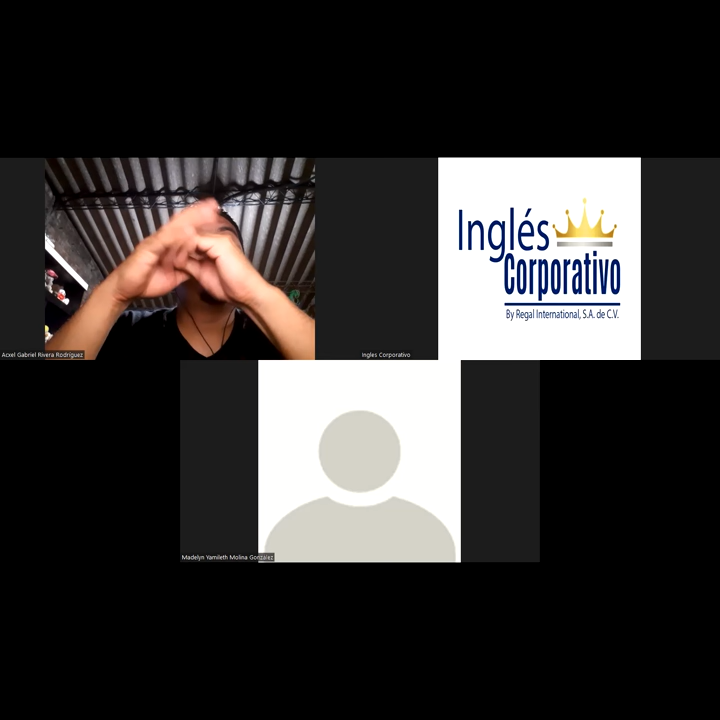 Inglés
Corporativo
By Regal International, S.A. de C.V.
Acxel Gabriel Rivera Rodríguez
Ingles Corporativo
Madelyn Yamileth Molina Gonzalez